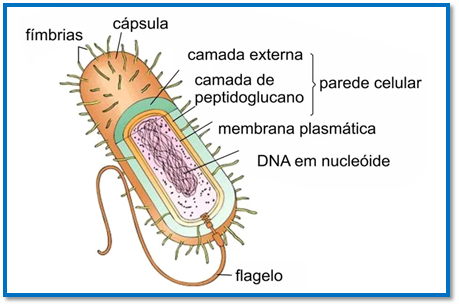 cápsula
fímbrias
camada externa
camada de
peptidoglucano
parede celular
membrana plasmática
DNA em nucleóide
flagelo